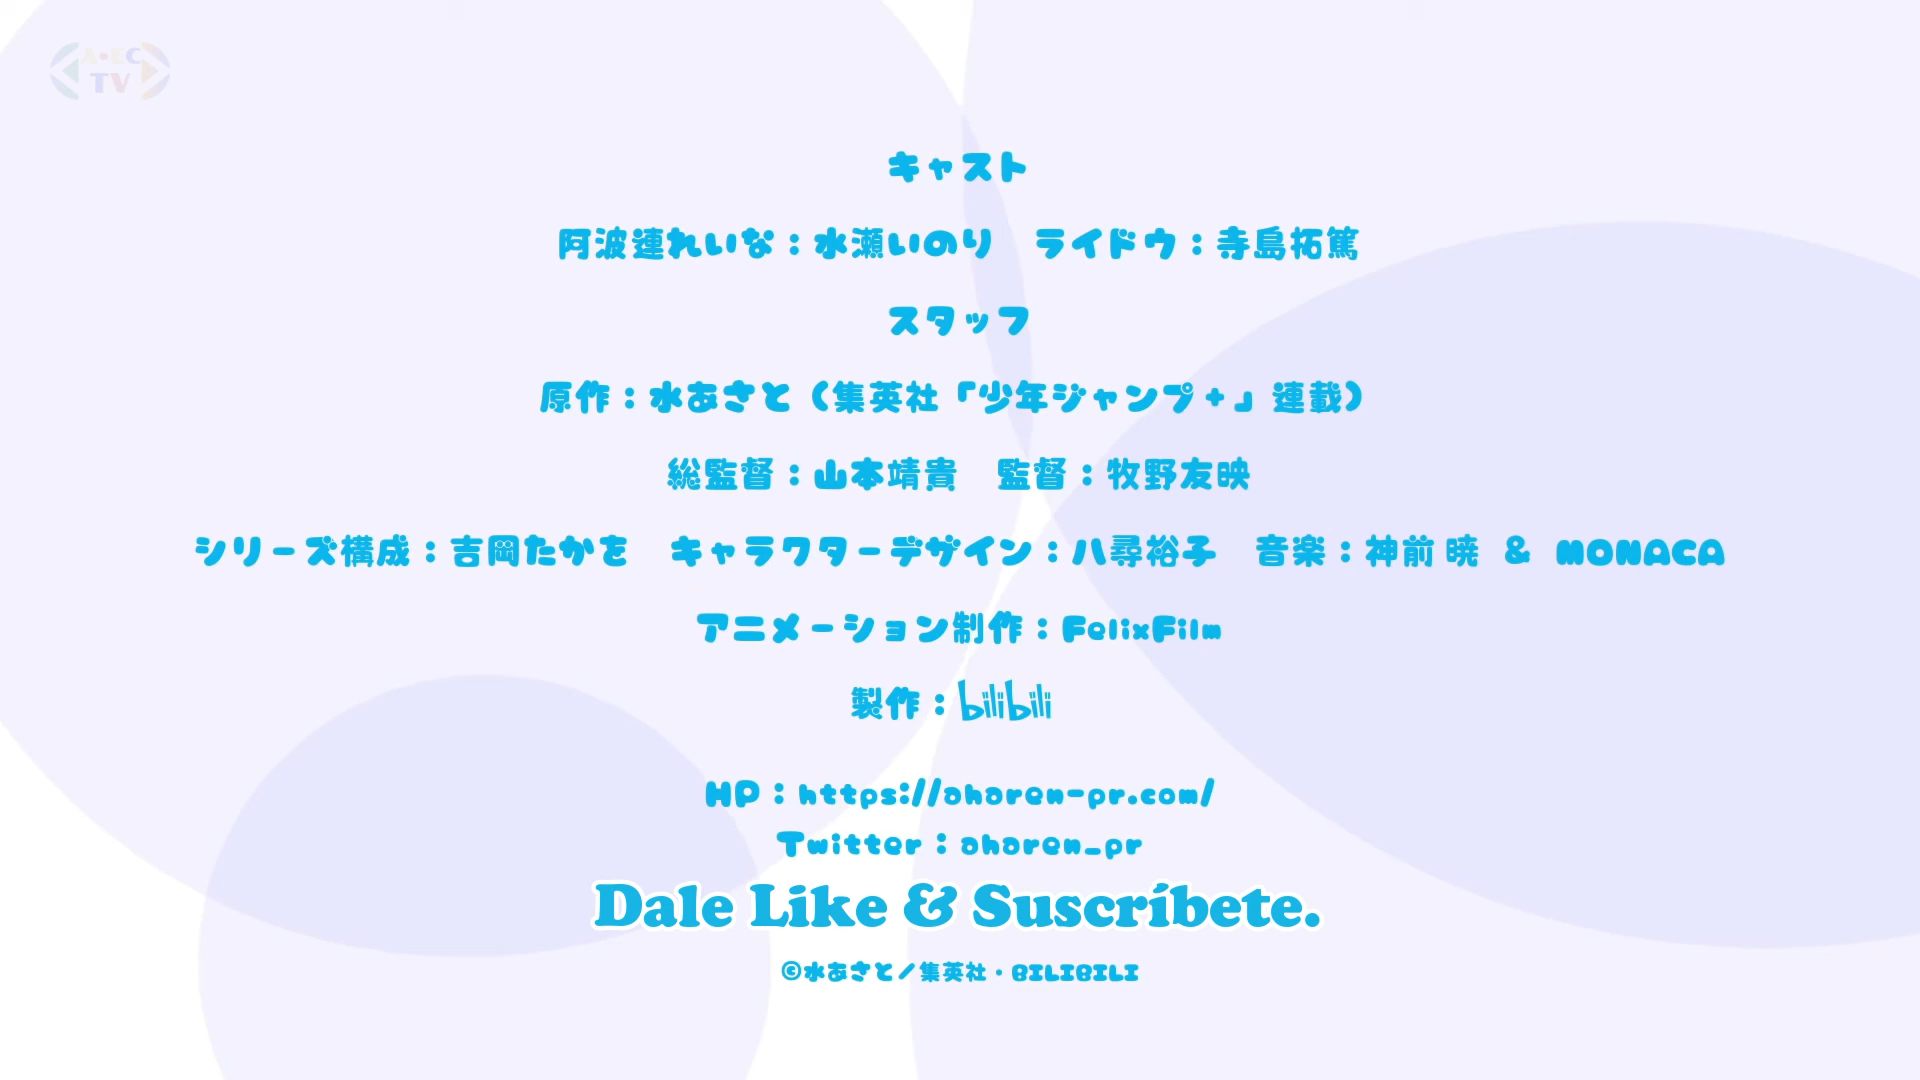 A•EC
TV
キャスト
阿波連れいな：水瀬いのり　ライドウ：寺島拓篤
スタッフ
原作：水あさと（集英社「少年ジャンプ＋」連載）
総監督：山本靖貴　監督：牧野友映
シリーズ構成：吉岡たかを　キャラクターデザイン：八尋裕子　音楽：神前 暁 & MONACA
アニメーション制作：FelixFilm
製作：bilibili
HP：https://aharen-pr.com/
Twitter：aharen_pr
Dale Like & Suscríbete.
©水あさと／集英社・BILIBILI